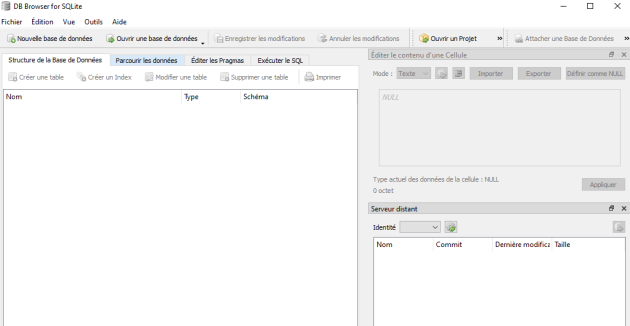 DB Browser for SQLite
Fichier Édition Vue Outils Aide
Nouvelle base de données Ouvrir une base de données Enregistrer les modifications Annuler les modifications Ouvrir un Projet » Attacher une Base de Données »
Structure de la Base de Données Parcourir les données Éditer les Pragmas Exécuter le SQL
Créer une table Créer un Index Modifier une table Supprimer une table Imprimer
Nom Type Schéma
Éditer le contenu d'une Cellule
Mode : Texte Importer Exporter Définir comme NULL
NULL
Type actuel des données de la cellule : NULL
0 octet
Appliquer
Serveur distant
Identité
Nom Commit Dernière modifica Taille